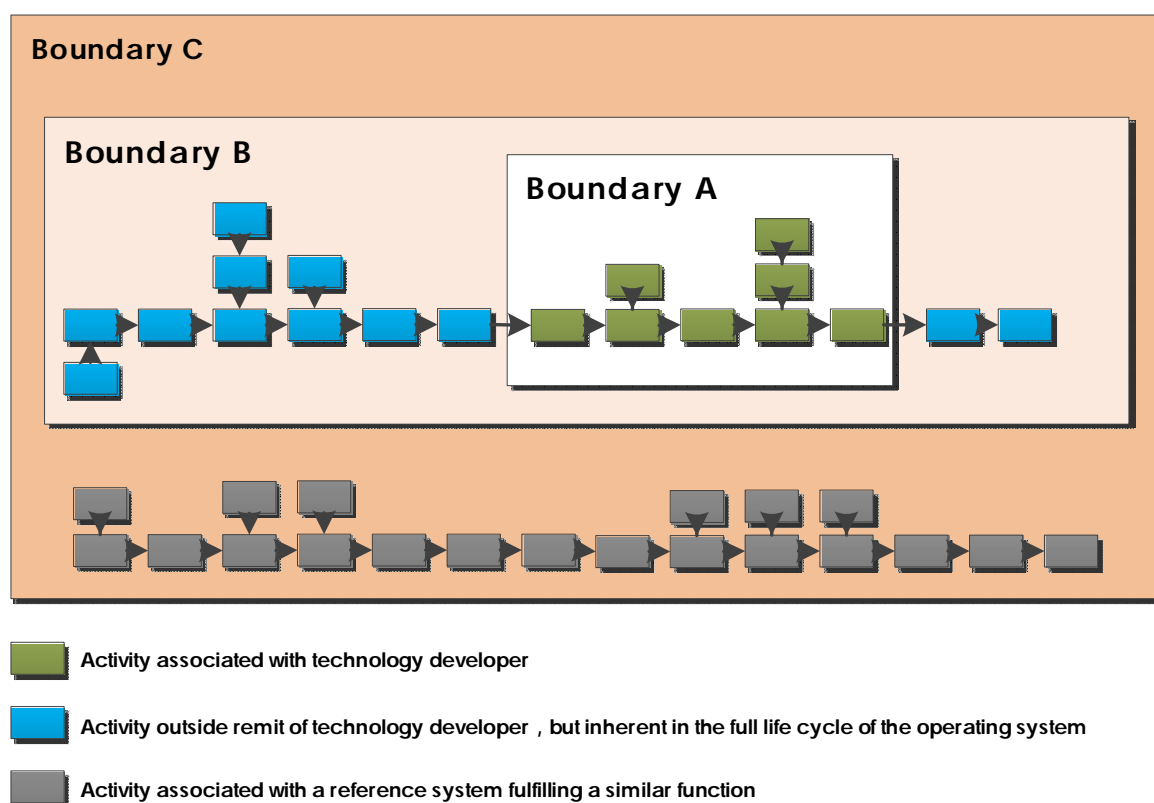 Boundary C
Boundary B
Boundary A
Activity associated with technology developer
Activity outside remit of technology developer , but inherent in the full life cycle of the operating system
Activity associated with a reference system fulfilling a similar function